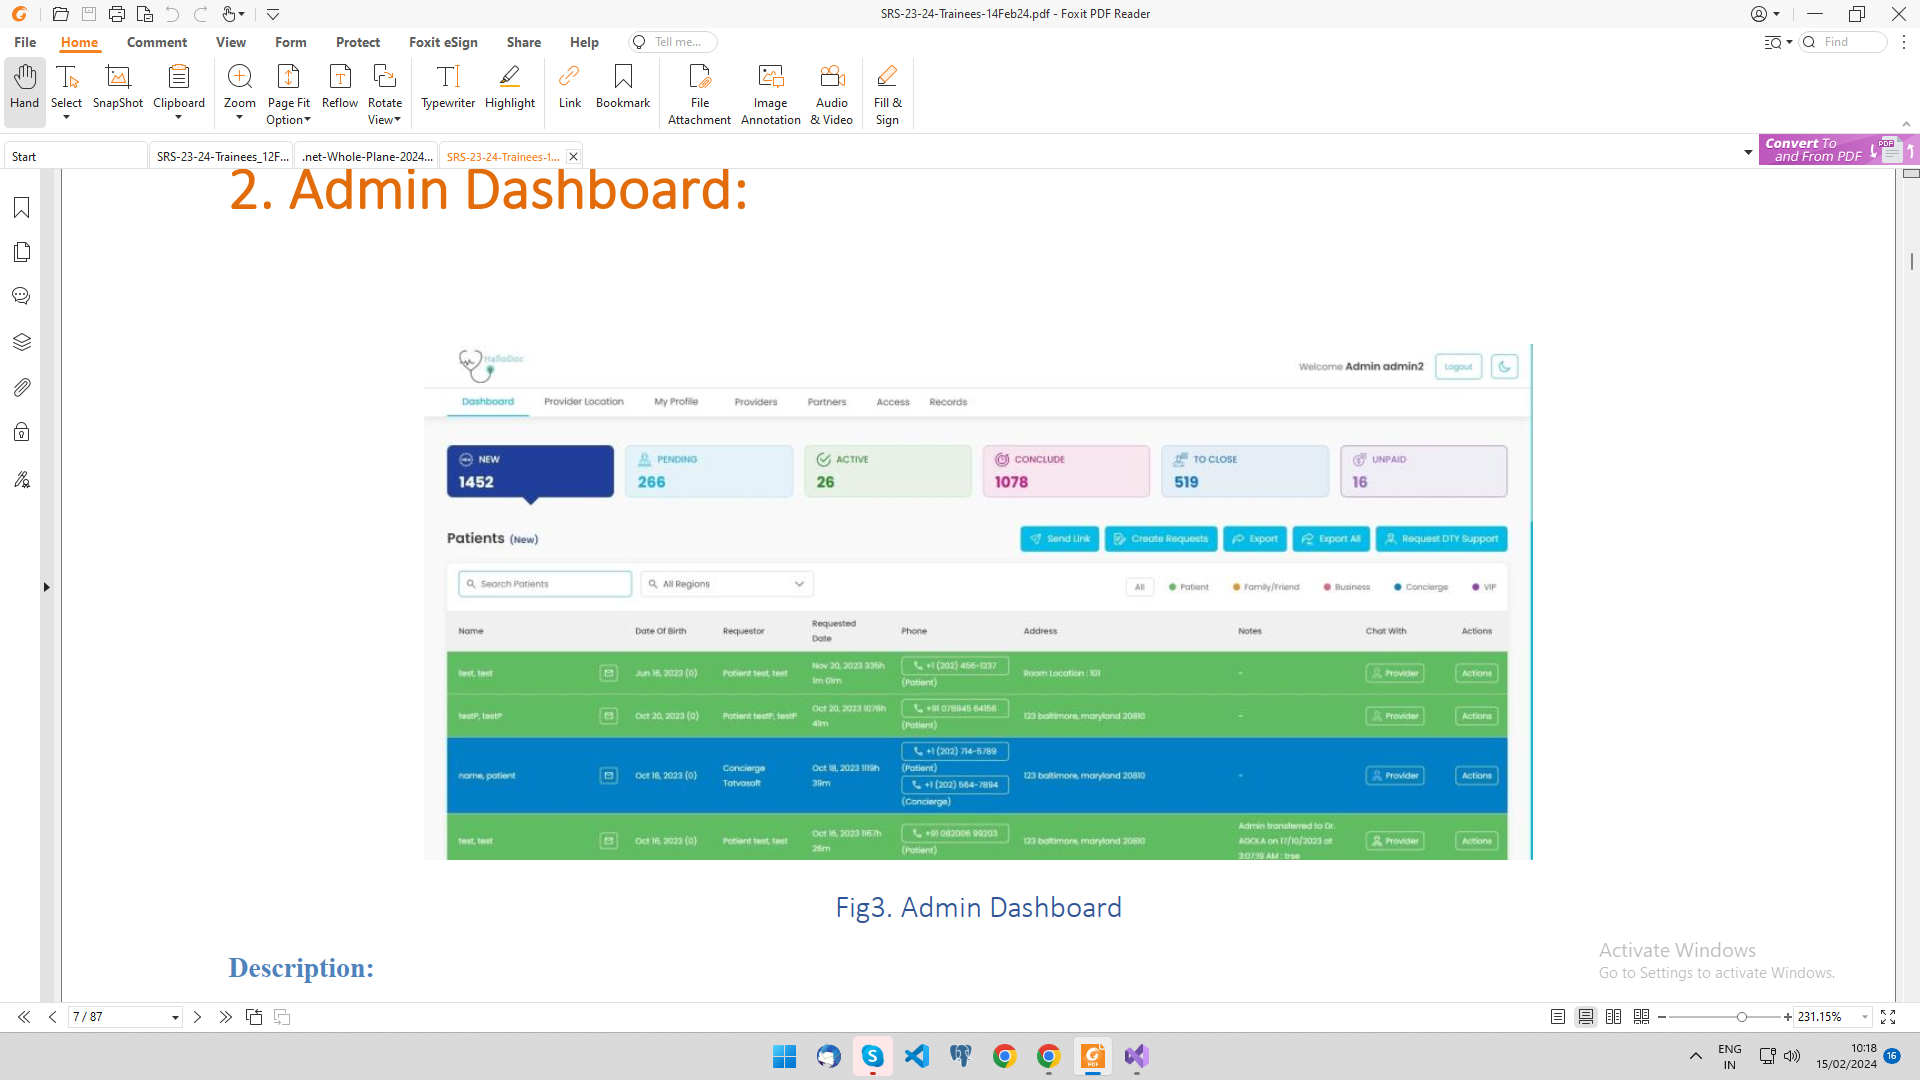 SRS-23-24-Trainees-14Feb24.pdf - Foxit PDF Reader
File Home Comment View Form Protect Foxit eSign Share Help Tell me... Find
Hand Select SnapShot Clipboard Zoom Page Fit Option Reflow Rotate View Typewriter Highlight Link Bookmark File Attachment Image Annotation Audio & Video Fill & Sign
Start SRS-23-24-Trainees_12F... .net-Whole-Plane-2024... SRS-23-24-Trainees-1...
Convert To and From PDF
PDF
2. Admin Dashboard:
HalloDoc
Welcome Admin admin2 Logout
Dashboard Provider Location My Profile Providers Partners Access Records
NEW PENDING ACTIVE CONCLUDE TO CLOSE UNPAID
1452 266 26 1078 519 16
Patients (New) Send Link Create Requests Export Export All Request DTY Support
Search Patients All Regions All Patient Family/Friend Business Concierge VIP
Name Date Of Birth Requestor Requested Date Phone Address Notes Chat With Actions
test, test Jun 16, 2023 (0) Patient test, test Nov 20, 2023 335h 1m 01m +1 (202) 456-1237 (Patient) Room Location : 101 - Provider Actions
testP, testP Oct 20, 2023 (0) Patient testP, testP Oct 20, 2023 1076h 41m +91 076945 64156 (Patient) 123 baltimore, maryland 20810 - Provider Actions
name, patient Oct 18, 2023 (0) Concierge Tatvasoft Oct 18, 2023 1119h 39m +1 (202) 714-5789 (Patient) +1 (202) 564-7894 (Concierge) 123 baltimore, maryland 20810 - Provider Actions
test, test Oct 16, 2023 (0) Patient test, test Oct 16, 2023 1167h 26m +91 082006 99203 (Patient) 123 baltimore, maryland 20810 Admin transferred to Dr. AGOLA on 17/10/2023 at 3:07:19 AM : trse Provider Actions
Fig3. Admin Dashboard
Description:
Activate Windows
Go to Settings to activate Windows.
7 / 87 231.15%
ENG IN 10:18 15/02/2024 16